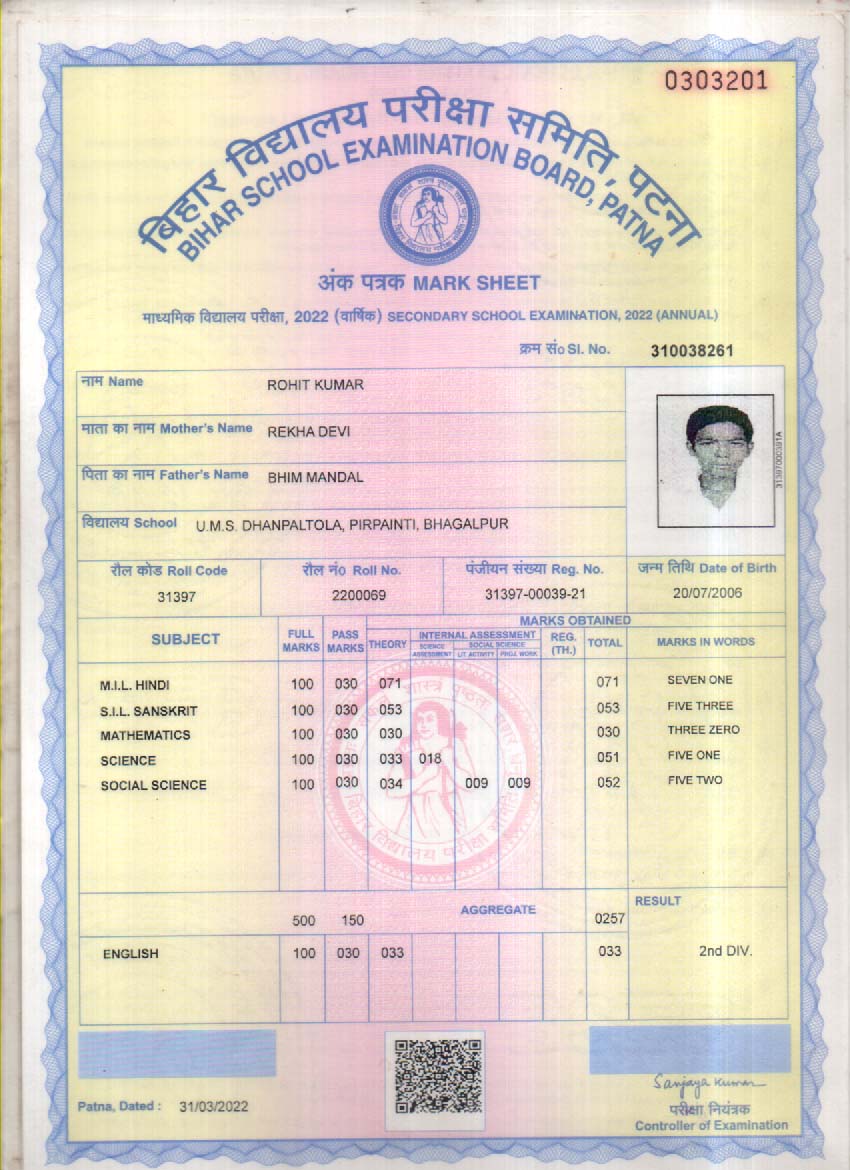 0303201
बिहार विद्यालय परीक्षा समिति, पटना
BIHAR SCHOOL EXAMINATION BOARD, PATNA
अंक पत्रक MARK SHEET
माध्यमिक विद्यालय परीक्षा, 2022 (वार्षिक) SECONDARY SCHOOL EXAMINATION, 2022 (ANNUAL)
क्रम सं० Sl. No. 310038261
नाम Name ROHIT KUMAR
माता का नाम Mother's Name REKHA DEVI
पिता का नाम Father's Name BHIM MANDAL
विद्यालय School U.M.S. DHANPALTOLA, PIRPAINTI, BHAGALPUR
रौल कोड Roll Code रौल नं० Roll No. पंजीयन संख्या Reg. No. जन्म तिथि Date of Birth
31397 2200069 31397-00039-21 20/07/2006
MARKS OBTAINED
SUBJECT FULL MARKS PASS MARKS THEORY INTERNAL ASSESSMENT REG. (TH.) TOTAL MARKS IN WORDS
SCIENCE ASSESSMENT SOCIAL SCIENCE
LIT. ACTIVITY PROJ. WORK
M.I.L. HINDI 100 030 071 071 SEVEN ONE
S.I.L. SANSKRIT 100 030 053 053 FIVE THREE
MATHEMATICS 100 030 030 030 THREE ZERO
SCIENCE 100 030 033 018 051 FIVE ONE
SOCIAL SCIENCE 100 030 034 009 009 052 FIVE TWO
बिहार विद्यालय परीक्षा समिति
500 150 AGGREGATE 0257 RESULT
ENGLISH 100 030 033 033 2nd DIV.
Sanjaya Kumar
Patna, Dated : 31/03/2022
परीक्षा नियंत्रक
Controller of Examination